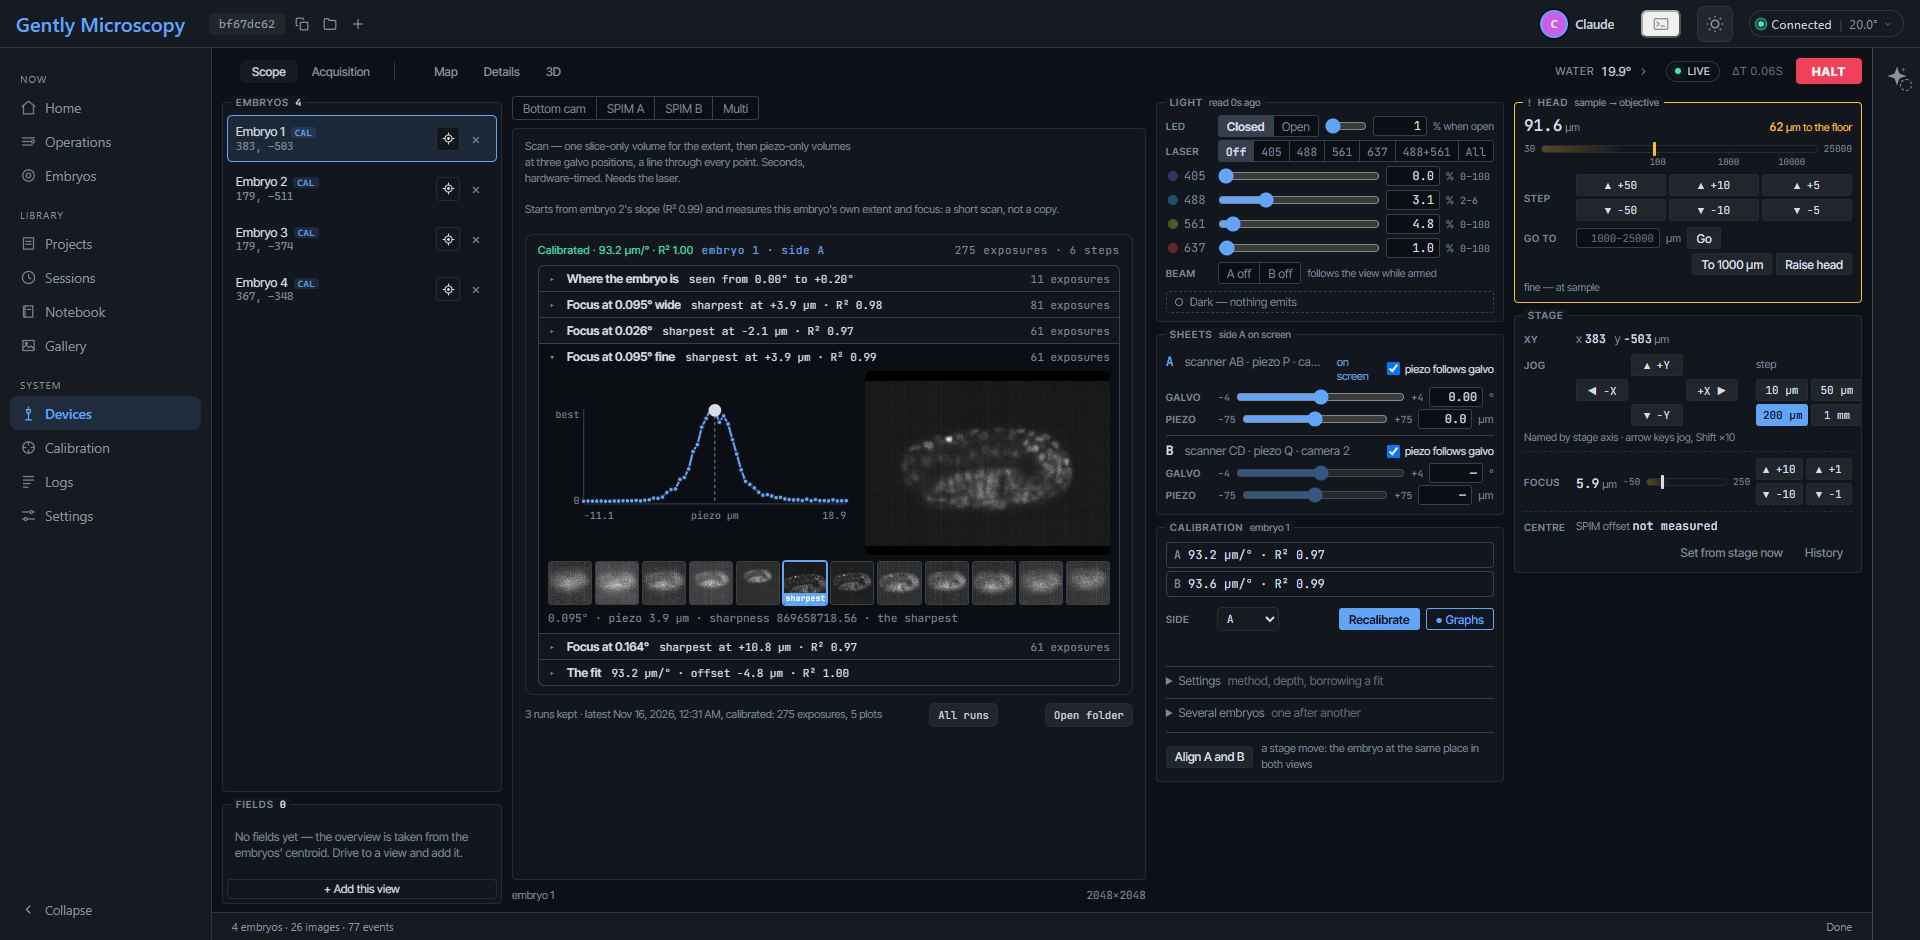 Gently Microscopy
bf67dc62
C Claude
Connected | 20.0°
NOW
Home
Operations
Embryos
LIBRARY
Projects
Sessions
Notebook
Gallery
SYSTEM
Devices
Calibration
Logs
Settings
Collapse
Scope Acquisition Map Details 3D
WATER 19.9° › LIVE ΔT 0.06S HALT
EMBRYOS 4
Embryo 1 CAL
383, -503
Embryo 2 CAL
179, -511
Embryo 3 CAL
179, -374
Embryo 4 CAL
367, -348
FIELDS 0
No fields yet — the overview is taken from the
embryos' centroid. Drive to a view and add it.
+ Add this view
Bottom cam SPIM A SPIM B Multi
Scan — one slice-only volume for the extent, then piezo-only volumes
at three galvo positions, a line through every point. Seconds,
hardware-timed. Needs the laser.
Starts from embryo 2's slope (R² 0.99) and measures this embryo's own extent and focus: a short scan, not a copy.
Calibrated · 93.2 µm/° · R² 1.00 embryo 1 · side A 275 exposures · 6 steps
Where the embryo is seen from 0.00° to +0.20° 11 exposures
Focus at 0.095° wide sharpest at +3.9 µm · R² 0.98 81 exposures
Focus at 0.026° sharpest at -2.1 µm · R² 0.97 61 exposures
Focus at 0.095° fine sharpest at +3.9 µm · R² 0.99 61 exposures
best
0
-11.1 piezo µm 18.9
sharpest
0.095° · piezo 3.9 µm · sharpness 869658718.56 · the sharpest
Focus at 0.164° sharpest at +10.8 µm · R² 0.97 61 exposures
The fit 93.2 µm/° · offset -4.8 µm · R² 1.00
3 runs kept · latest Nov 16, 2026, 12:31 AM, calibrated: 275 exposures, 5 plots All runs Open folder
embryo 1 2048×2048
LIGHT read 0s ago
LED Closed Open 1 % when open
LASER Off 405 488 561 637 488+561 All
405 0.0 % 0-100
488 3.1 % 2-6
561 4.8 % 0-100
637 1.0 % 0-100
BEAM A off B off follows the view while armed
Dark — nothing emits
SHEETS side A on screen
A scanner AB · piezo P · ca... on screen piezo follows galvo
GALVO -4 +4 0.00 °
PIEZO -75 +75 0.0 µm
B scanner CD · piezo Q · camera 2 piezo follows galvo
GALVO -4 +4 – °
PIEZO -75 +75 – µm
CALIBRATION embryo 1
A 93.2 µm/° · R² 0.97
B 93.6 µm/° · R² 0.99
SIDE A Recalibrate Graphs
Settings method, depth, borrowing a fit
Several embryos one after another
Align A and B a stage move: the embryo at the same place in
both views
! HEAD sample → objective
91.6 µm 62 µm to the floor
30 25000
100 1000 10000
STEP ▲ +50 ▲ +10 ▲ +5
▼ -50 ▼ -10 ▼ -5
GO TO 1000-25000 µm Go
To 1000 µm Raise head
fine — at sample
STAGE
XY x 383 y -503 µm
JOG ▲ +Y step
◀ -X +X ▶ 10 µm 50 µm
▼ -Y 200 µm 1 mm
Named by stage axis · arrow keys jog, Shift ×10
FOCUS 5.9 µm -50 250 ▲ +10 ▲ +1
▼ -10 ▼ -1
CENTRE SPIM offset not measured
Set from stage now History
4 embryos · 26 images · 77 events Done